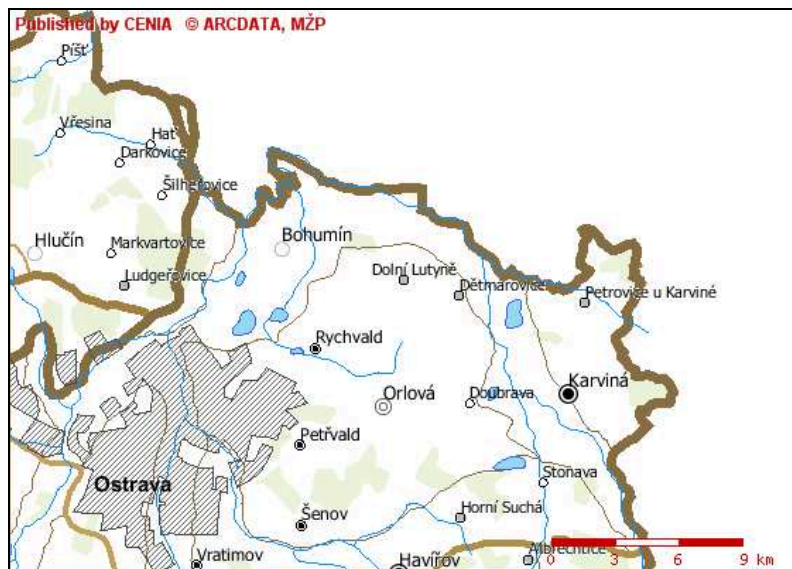 Published by CENIA © ARCDATA, MŽP
Píšť
Vřesina
Hať
Darkovice
Šilheřovice
Hlučín
Markvartovice
Bohumín
Ludgeřovice
Dolní Lutyně
Dětmarovice
Petrovice u Karviné
Rychvald
Orlová
Doubrava
Karviná
Petřvald
Ostrava
Stonava
Šenov
Horní Suchá
Vratimov
Havířov
Albrechtice
0 3 6 9 km